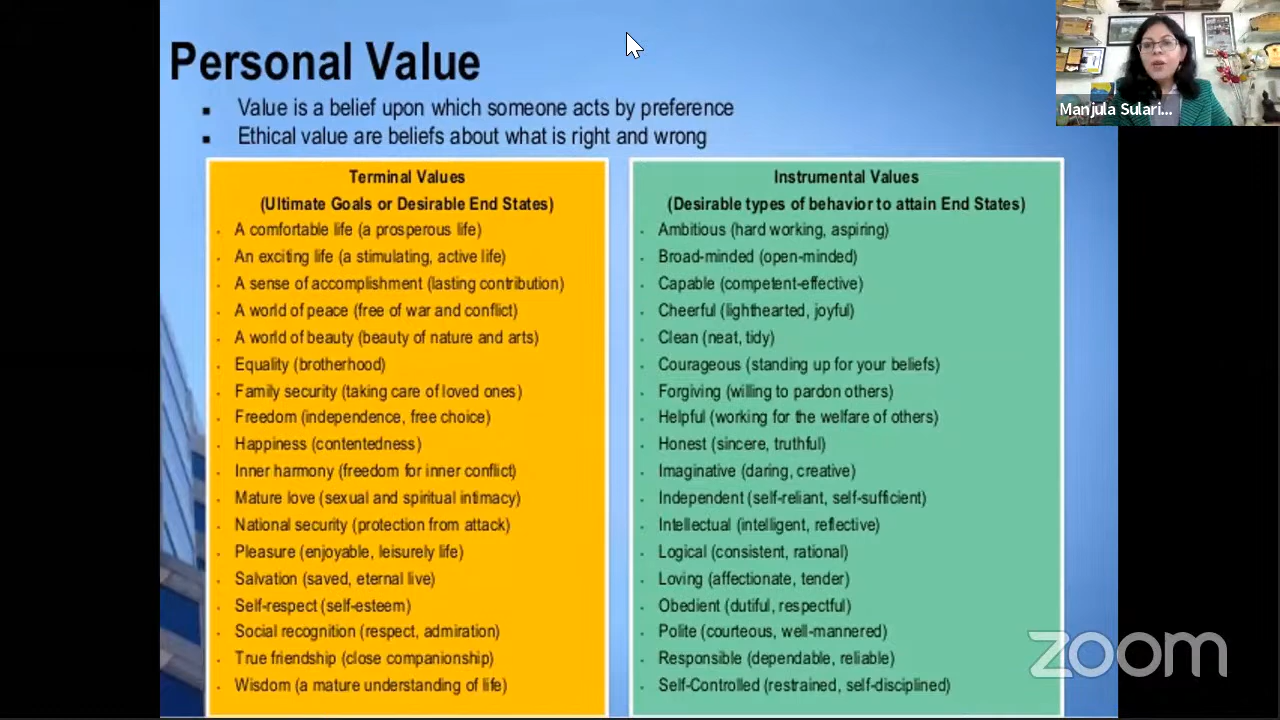 Personal Value
▪ Value is a belief upon which someone acts by preference
▪ Ethical value are beliefs about what is right and wrong
Terminal Values
(Ultimate Goals or Desirable End States)
· A comfortable life (a prosperous life)
· An exciting life (a stimulating, active life)
· A sense of accomplishment (lasting contribution)
· A world of peace (free of war and conflict)
· A world of beauty (beauty of nature and arts)
· Equality (brotherhood)
· Family security (taking care of loved ones)
· Freedom (independence, free choice)
· Happiness (contentedness)
· Inner harmony (freedom for inner conflict)
· Mature love (sexual and spiritual intimacy)
· National security (protection from attack)
· Pleasure (enjoyable, leisurely life)
· Salvation (saved, eternal live)
· Self-respect (self-esteem)
· Social recognition (respect, admiration)
· True friendship (close companionship)
· Wisdom (a mature understanding of life)
Instrumental Values
(Desirable types of behavior to attain End States)
· Ambitious (hard working, aspiring)
· Broad-minded (open-minded)
· Capable (competent-effective)
· Cheerful (lighthearted, joyful)
· Clean (neat, tidy)
· Courageous (standing up for your beliefs)
· Forgiving (willing to pardon others)
· Helpful (working for the welfare of others)
· Honest (sincere, truthful)
· Imaginative (daring, creative)
· Independent (self-reliant, self-sufficient)
· Intellectual (intelligent, reflective)
· Logical (consistent, rational)
· Loving (affectionate, tender)
· Obedient (dutiful, respectful)
· Polite (courteous, well-mannered)
· Responsible (dependable, reliable)
· Self-Controlled (restrained, self-disciplined)
Manjula Sulari...
zoom